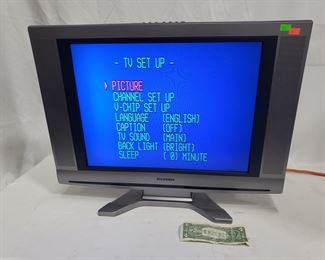 - TV SET UP -
PICTURE
CHANNEL SET UP
V-CHIP SET UP
LANGUAGE [ENGLISH]
CAPTION [OFF]
TV SOUND [MAIN]
BACK LIGHT [BRIGHT]
SLEEP [ 0] MINUTE
SYLVANIA